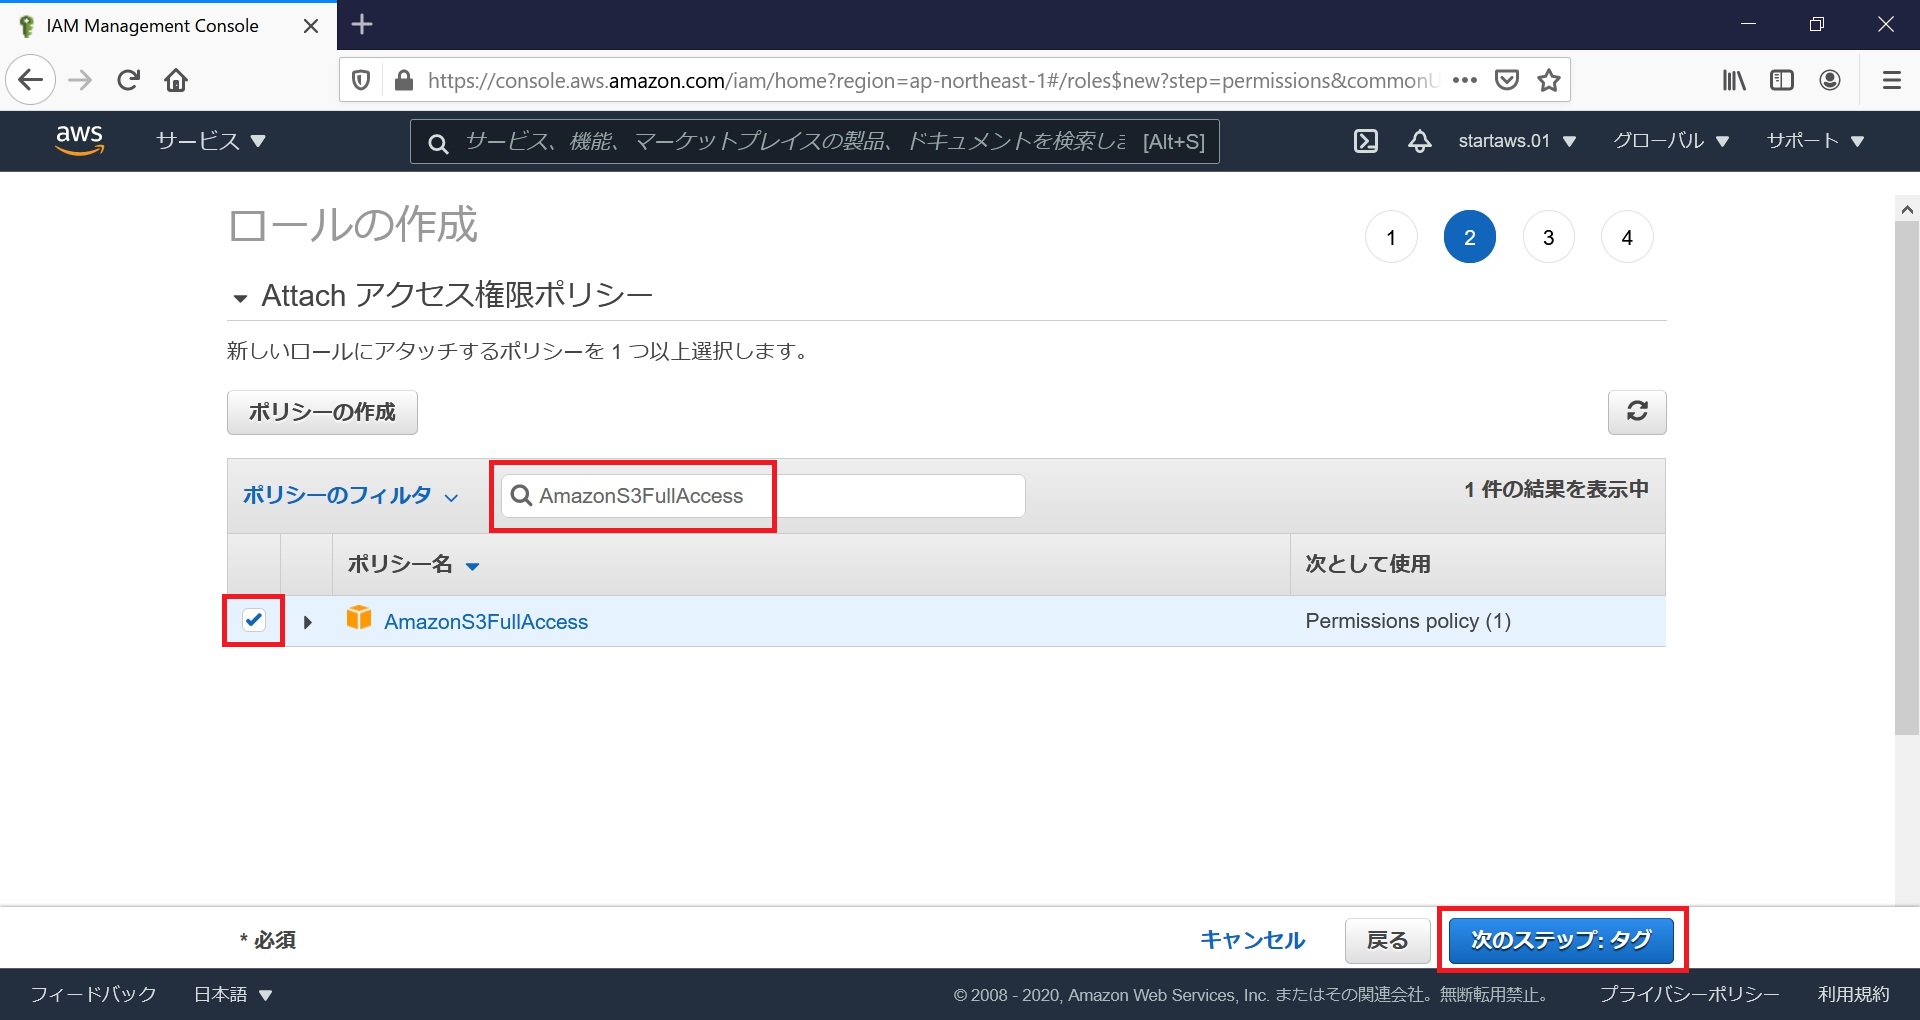 IAM Management Console
https://console.aws.amazon.com/iam/home?region=ap-northeast-1#/roles$new?step=permissions&commonU
aws
サービス
サービス、機能、マーケットプレイスの製品、ドキュメントを検索しま [Alt+S]
startaws.01
グローバル
サポート
ロールの作成
1
2
3
4
Attach アクセス権限ポリシー
新しいロールにアタッチするポリシーを 1 つ以上選択します。
ポリシーの作成
ポリシーのフィルタ
AmazonS3FullAccess
1 件の結果を表示中
ポリシー名
次として使用
AmazonS3FullAccess
Permissions policy (1)
* 必須
キャンセル
戻る
次のステップ: タグ
フィードバック
日本語
© 2008 - 2020, Amazon Web Services, Inc. またはその関連会社。無断転用禁止。
プライバシーポリシー
利用規約